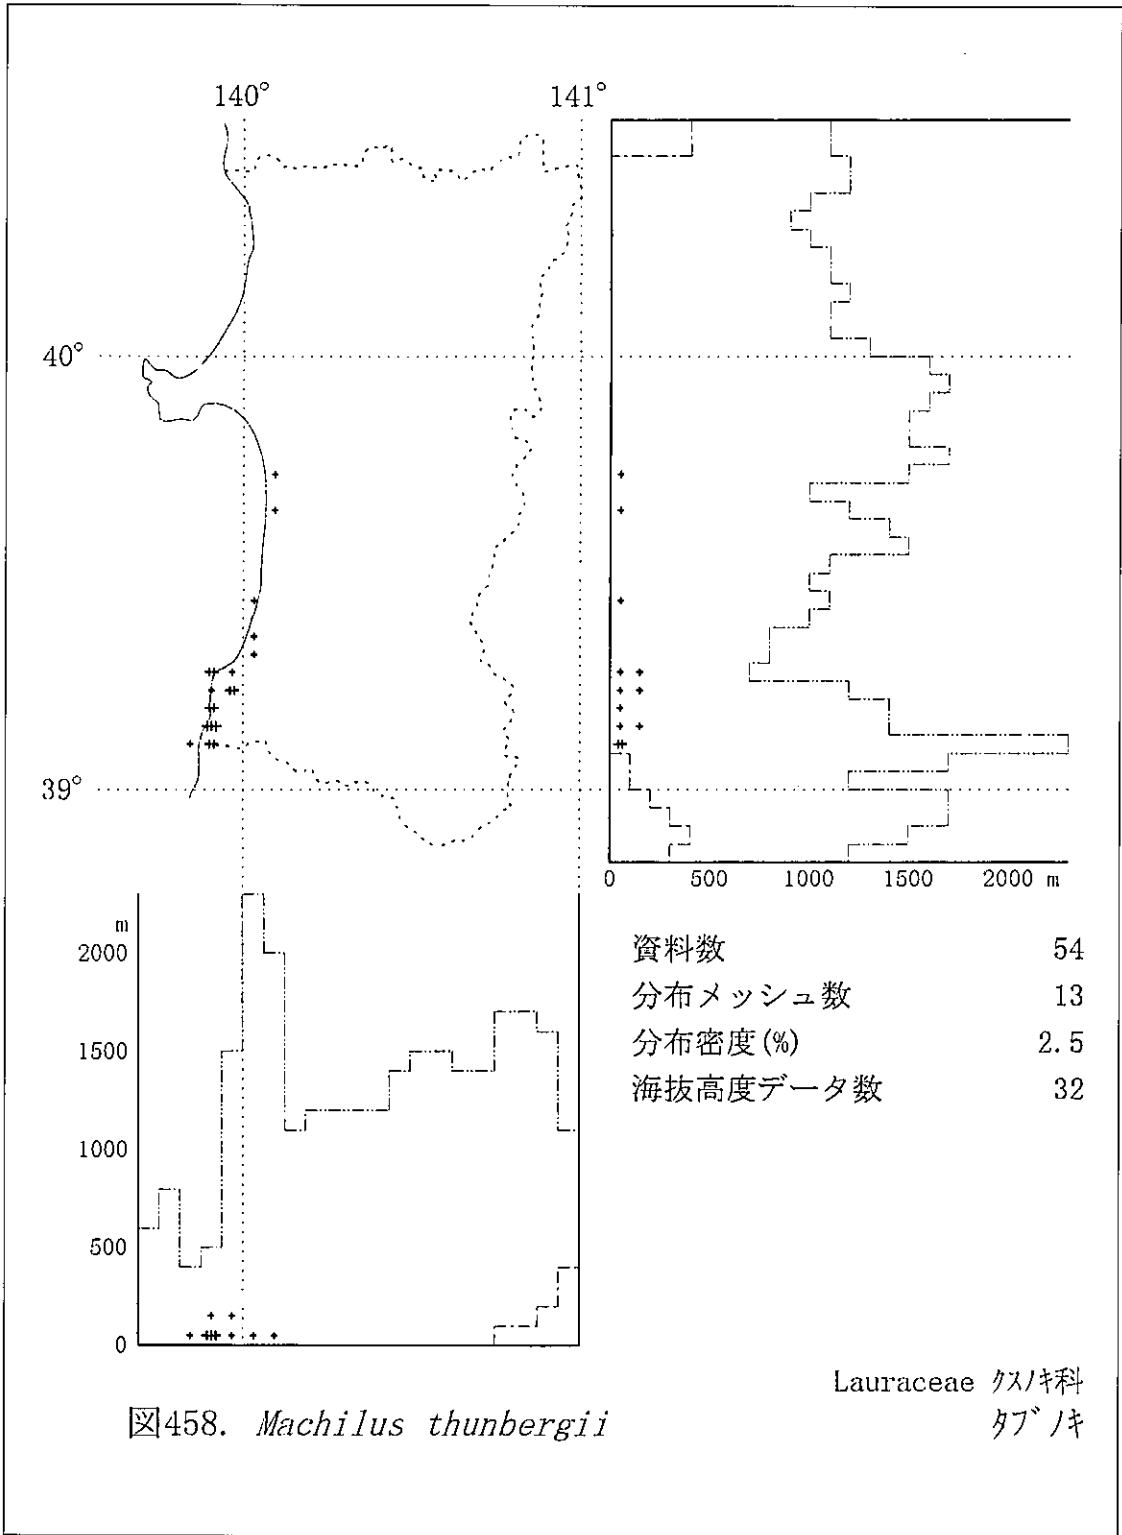 140° 141°
40°
39°
0 500 1000 1500 2000 m
m
2000
1500
1000
500
0
資料数 54
分布メッシュ数 13
分布密度(%) 2.5
海抜高度データ数 32
Lauraceae クスノキ科
図458. Machilus thunbergii タブノキ